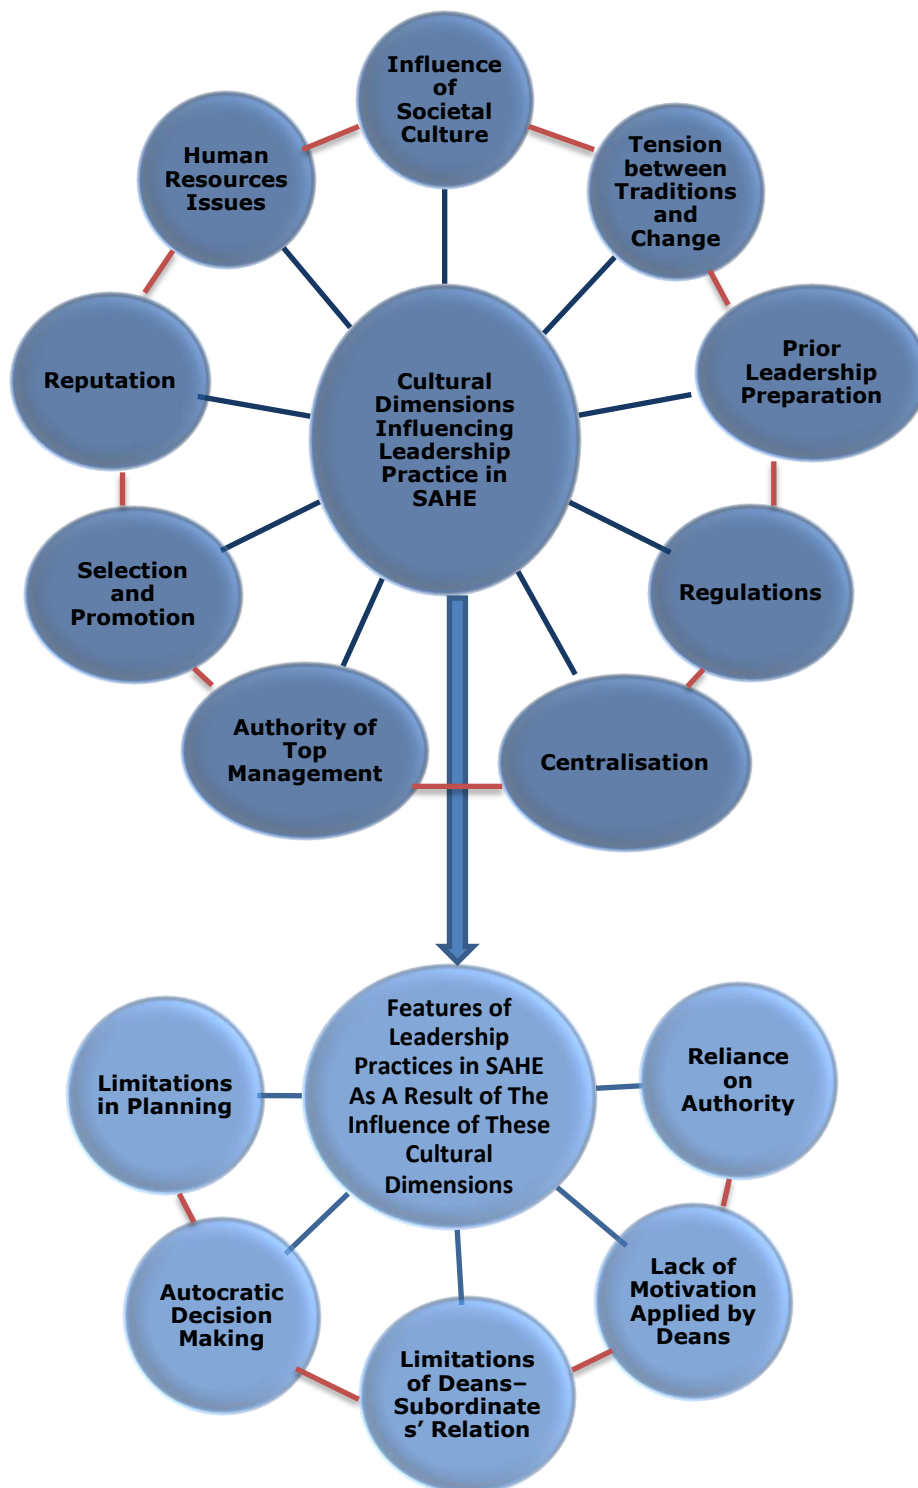 Influence
of
Societal
Culture
Tension
between
Traditions
and
Change
Human
Resources
Issues
Prior
Leadership
Preparation
Reputation
Cultural
Dimensions
Influencing
Leadership
Practice in
SAHE
Regulations
Selection
and
Promotion
Authority of
Top
Management
Centralisation
Features of
Leadership
Practices in SAHE
As A Result of The
Influence of These
Cultural
Dimensions
Reliance
on
Authority
Limitations
in Planning
Lack of
Motivation
Applied by
Deans
Autocratic
Decision
Making
Limitations
of Deans–
Subordinate
s’ Relation